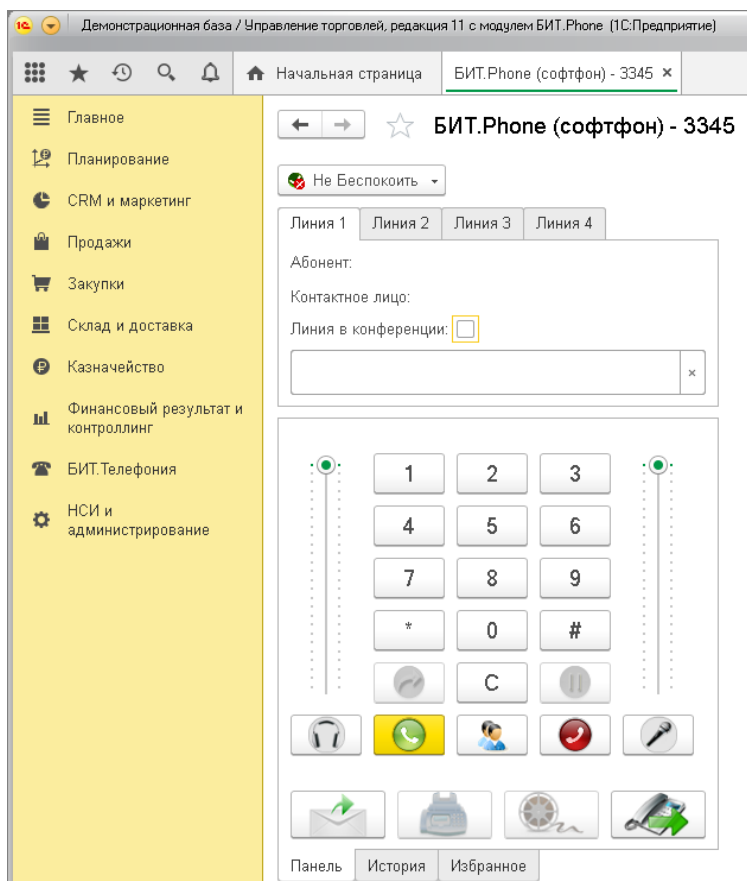 1С Демонстрационная база / Управление торговлей, редакция 11 с модулем БИТ.Phone (1С:Предприятие)
Начальная страница
БИТ.Phone (софтфон) - 3345 ×
Главное
Планирование
CRM и маркетинг
Продажи
Закупки
Склад и доставка
Казначейство
Финансовый результат и
контроллинг
БИТ.Телефония
НСИ и
администрирование
БИТ.Phone (софтфон) - 3345
Не Беспокоить
Линия 1 Линия 2 Линия 3 Линия 4
Абонент:
Контактное лицо:
Линия в конференции:
×
1 2 3
4 5 6
7 8 9
* 0 #
C
Панель История Избранное